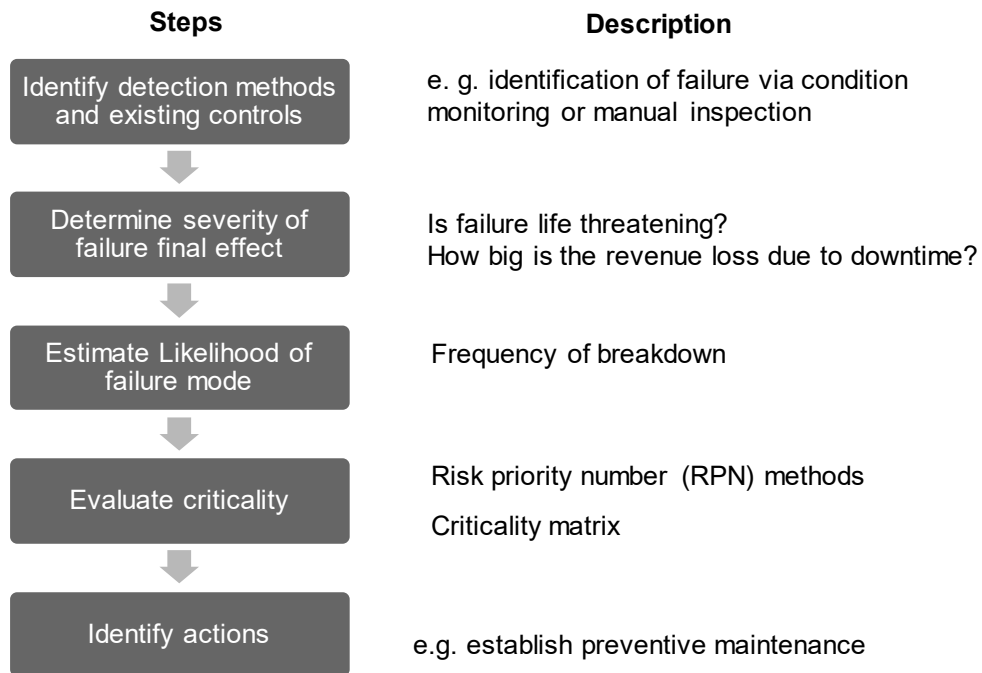 Steps
Description
Identify detection methods
and existing controls
e. g. identification of failure via condition
monitoring or manual inspection
Determine severity of
failure final effect
Is failure life threatening?
How big is the revenue loss due to downtime?
Estimate Likelihood of
failure mode
Frequency of breakdown
Evaluate criticality
Risk priority number (RPN) methods
Criticality matrix
Identify actions
e.g. establish preventive maintenance